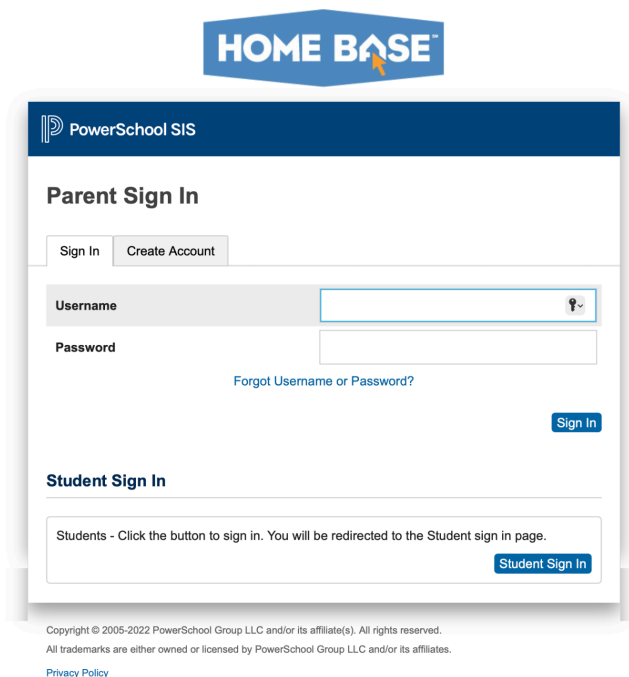 HOME BASE™
PowerSchool SIS
Parent Sign In
Sign In Create Account
Username
Password
Forgot Username or Password?
Sign In
Student Sign In
Students - Click the button to sign in. You will be redirected to the Student sign in page.
Student Sign In
Copyright © 2005-2022 PowerSchool Group LLC and/or its affiliate(s). All rights reserved.
All trademarks are either owned or licensed by PowerSchool Group LLC and/or its affiliates.
Privacy Policy